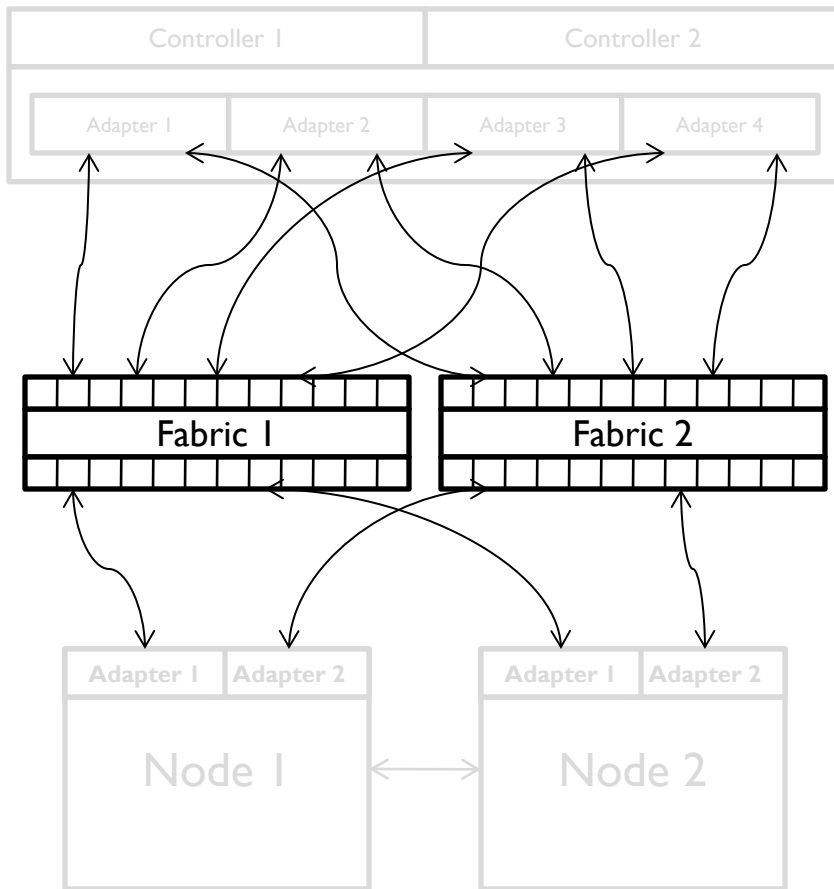 Controller 1 Controller 2
Adapter 1 Adapter 2 Adapter 3 Adapter 4
Fabric 1 Fabric 2
Adapter 1 Adapter 2 Adapter 1 Adapter 2
Node 1 Node 2